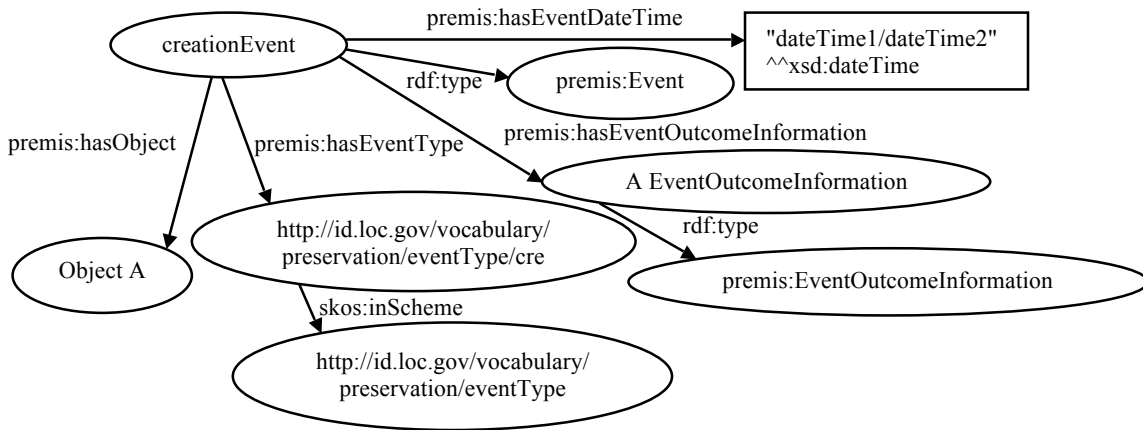 premis:hasEventDateTime
creationEvent
"dateTime1/dateTime2"
^^xsd:dateTime
rdf:type
premis:Event
premis:hasObject
premis:hasEventType
premis:hasEventOutcomeInformation
A EventOutcomeInformation
rdf:type
http://id.loc.gov/vocabulary/
preservation/eventType/cre
Object A
premis:EventOutcomeInformation
skos:inScheme
http://id.loc.gov/vocabulary/
preservation/eventType